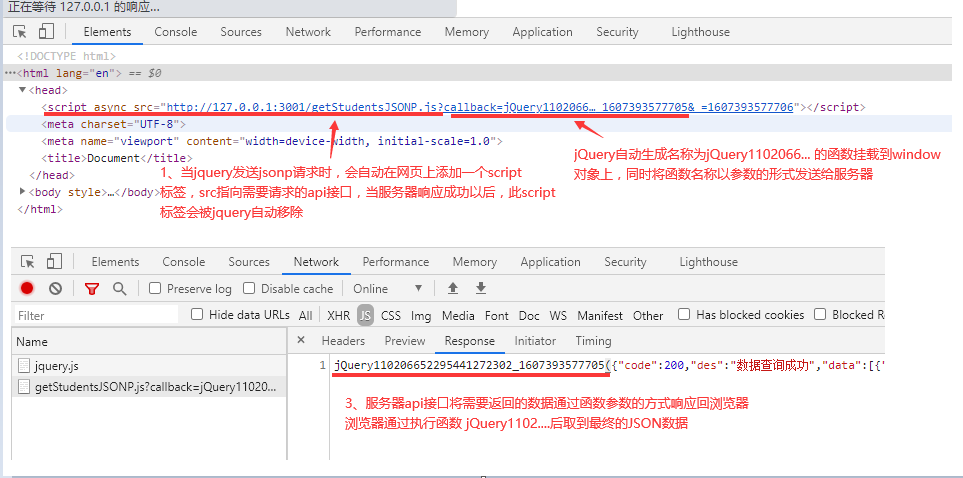 正在等待 127.0.0.1 的响应...
Elements Console Sources Network Performance Memory Application Security Lighthouse
<!DOCTYPE html>
···<html lang="en"> == $0
▼<head>
<script async src="http://127.0.0.1:3001/getStudentsJSONP.js?callback=jQuery1102066…_1607393577705&_=1607393577706"></script>
<meta charset="UTF-8">
<meta name="viewport" content="width=device-width, initial-scale=1.0">
<title>Document</title>
</head>
▶<body style>…</body>
</html>
jQuery自动生成名称为jQuery1102066... 的函数挂载到window
对象上，同时将函数名称以参数的形式发送给服务器
1、当jquery发送jsonp请求时，会自动在网页上添加一个script
标签，src指向需要请求的api接口，当服务器响应成功以后，此script
标签会被jquery自动移除
Elements Console Sources Network Performance Memory Application Security Lighthouse
Preserve log Disable cache Online ▼
Filter Hide data URLs All XHR JS CSS Img Media Font Doc WS Manifest Other Has blocked cookies Blocked R
Name × Headers Preview Response Initiator Timing
jquery.js
getStudentsJSONP.js?callback=jQuery11020...
1 jQuery110206652295441272302_1607393577705({"code":200,"des":"数据查询成功","data":[{"
3、服务器api接口将需要返回的数据通过函数参数的方式响应回浏览器
浏览器通过执行函数 jQuery1102....后取到最终的JSON数据